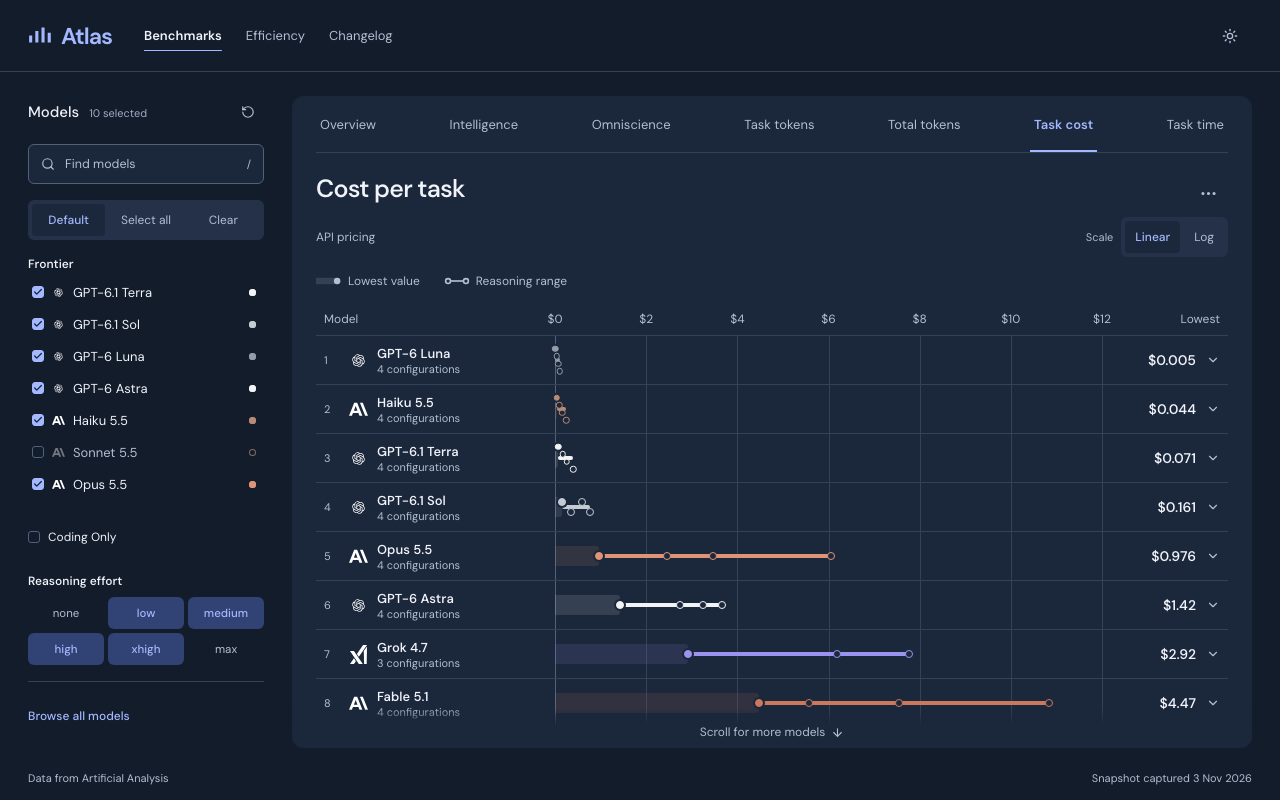 Atlas
Benchmarks
Efficiency
Changelog
Models
10 selected
Find models
/
Default
Select all
Clear
Frontier
GPT-6.1 Terra
GPT-6.1 Sol
GPT-6 Luna
GPT-6 Astra
Haiku 5.5
Sonnet 5.5
Opus 5.5
Coding Only
Reasoning effort
none
low
medium
high
xhigh
max
Browse all models
Overview
Intelligence
Omniscience
Task tokens
Total tokens
Task cost
Task time
Cost per task
API pricing
Scale
Linear
Log
Lowest value
Reasoning range
Model
$0
$2
$4
$6
$8
$10
$12
Lowest
1
GPT-6 Luna
4 configurations
$0.005
2
Haiku 5.5
4 configurations
$0.044
3
GPT-6.1 Terra
4 configurations
$0.071
4
GPT-6.1 Sol
4 configurations
$0.161
5
Opus 5.5
4 configurations
$0.976
6
GPT-6 Astra
4 configurations
$1.42
7
Grok 4.7
3 configurations
$2.92
8
Fable 5.1
4 configurations
$4.47
Scroll for more models
Data from Artificial Analysis
Snapshot captured 3 Nov 2026